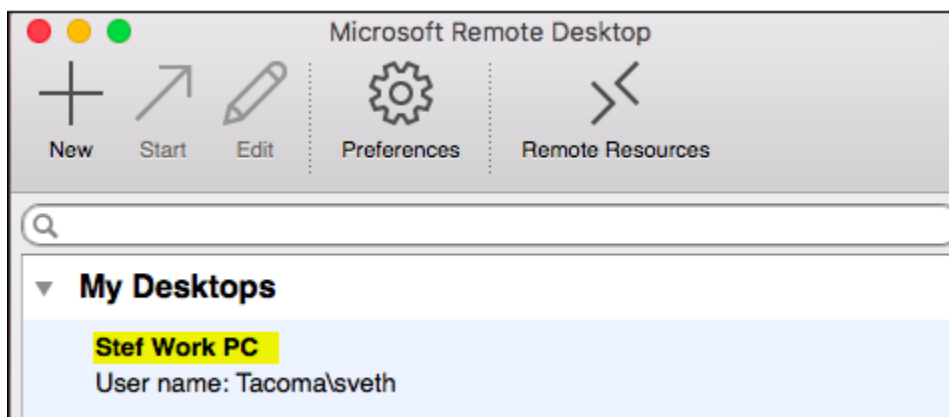 Microsoft Remote Desktop
New Start Edit Preferences Remote Resources
My Desktops
Stef Work PC
User name: Tacoma\sveth